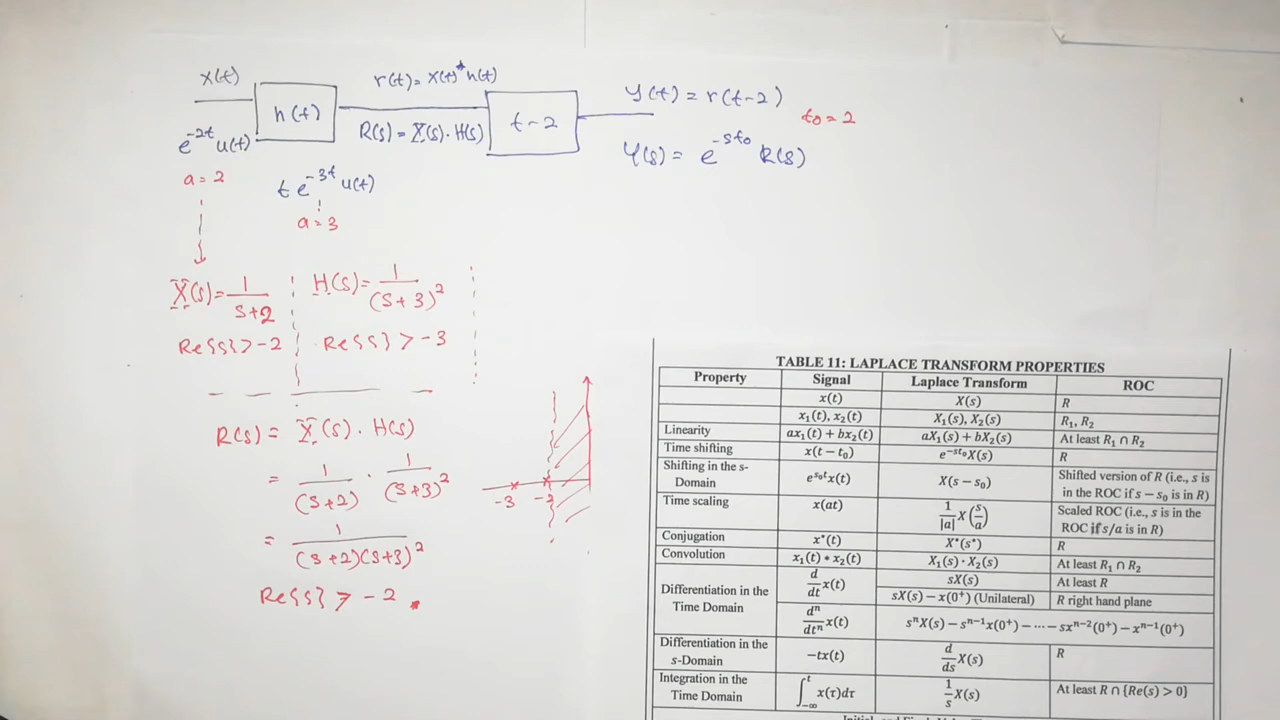 x(t)
h(t)
r(t) = x(t) * h(t)
R(s) = X(s) · H(s)
t - 2
y(t) = r(t-2)
t₀ = 2
Y(s) = e^{-st₀} R(s)
e^{-2t} u(t)
a = 2
t e^{-3t} u(t)
a = 3
X(s) = 1/(s+2)
Re{s} > -2
H(s) = 1/(s+3)²
Re{s} > -3
R(s) = X(s) · H(s)
= 1/(s+2) · 1/(s+3)²
= 1/((s+2)(s+3)²)
Re{s} > -2
-3
TABLE 11: LAPLACE TRANSFORM PROPERTIES
Property Signal Laplace Transform ROC
x(t) X(s) R
x₁(t), x₂(t) X₁(s), X₂(s) R₁, R₂
Linearity ax₁(t) + bx₂(t) aX₁(s) + bX₂(s) At least R₁ ∩ R₂
Time shifting x(t − t₀) e^{−st₀}X(s) R
Shifting in the s-
Domain e^{s₀t}x(t) X(s − s₀) Shifted version of R (i.e., s is
in the ROC if s − s₀ is in R)
Time scaling x(at) 1/|a| X(s/a) Scaled ROC (i.e., s is in the
ROC if s/a is in R)
Conjugation x*(t) X*(s*) R
Convolution x₁(t) * x₂(t) X₁(s) · X₂(s) At least R₁ ∩ R₂
Differentiation in the
Time Domain d/dt x(t) sX(s) At least R
sX(s) − x(0⁺) (Unilateral) R right hand plane
dⁿ/dtⁿ x(t) sⁿX(s) − sⁿ⁻¹x(0⁺) − ⋯ − sxⁿ⁻²(0⁺) − xⁿ⁻¹(0⁺)
Differentiation in the
s-Domain −tx(t) d/ds X(s) R
Integration in the
Time Domain ∫_{−∞}^{t} x(τ)dτ 1/s X(s) At least R ∩ {Re(s) > 0}